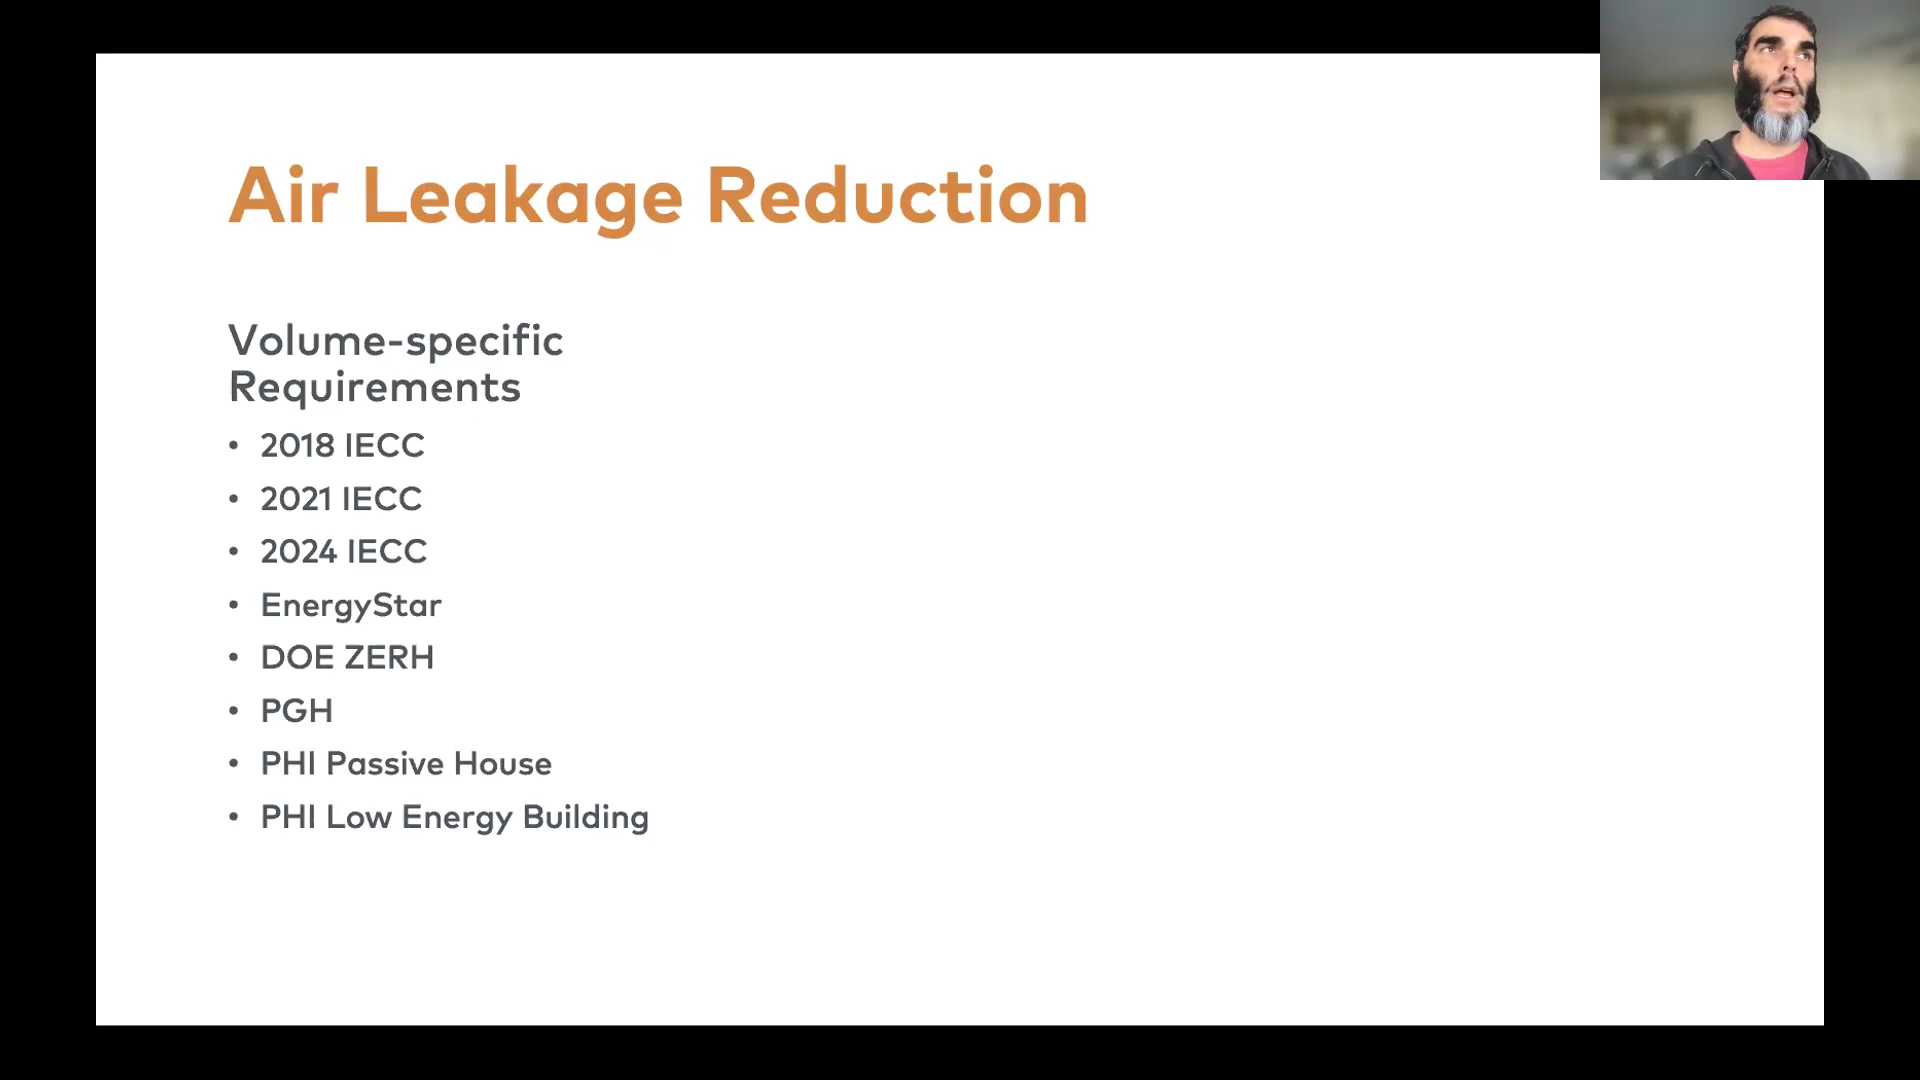 Air Leakage Reduction
Volume-specific
Requirements
• 2018 IECC
• 2021 IECC
• 2024 IECC
• EnergyStar
• DOE ZERH
• PGH
• PHI Passive House
• PHI Low Energy Building